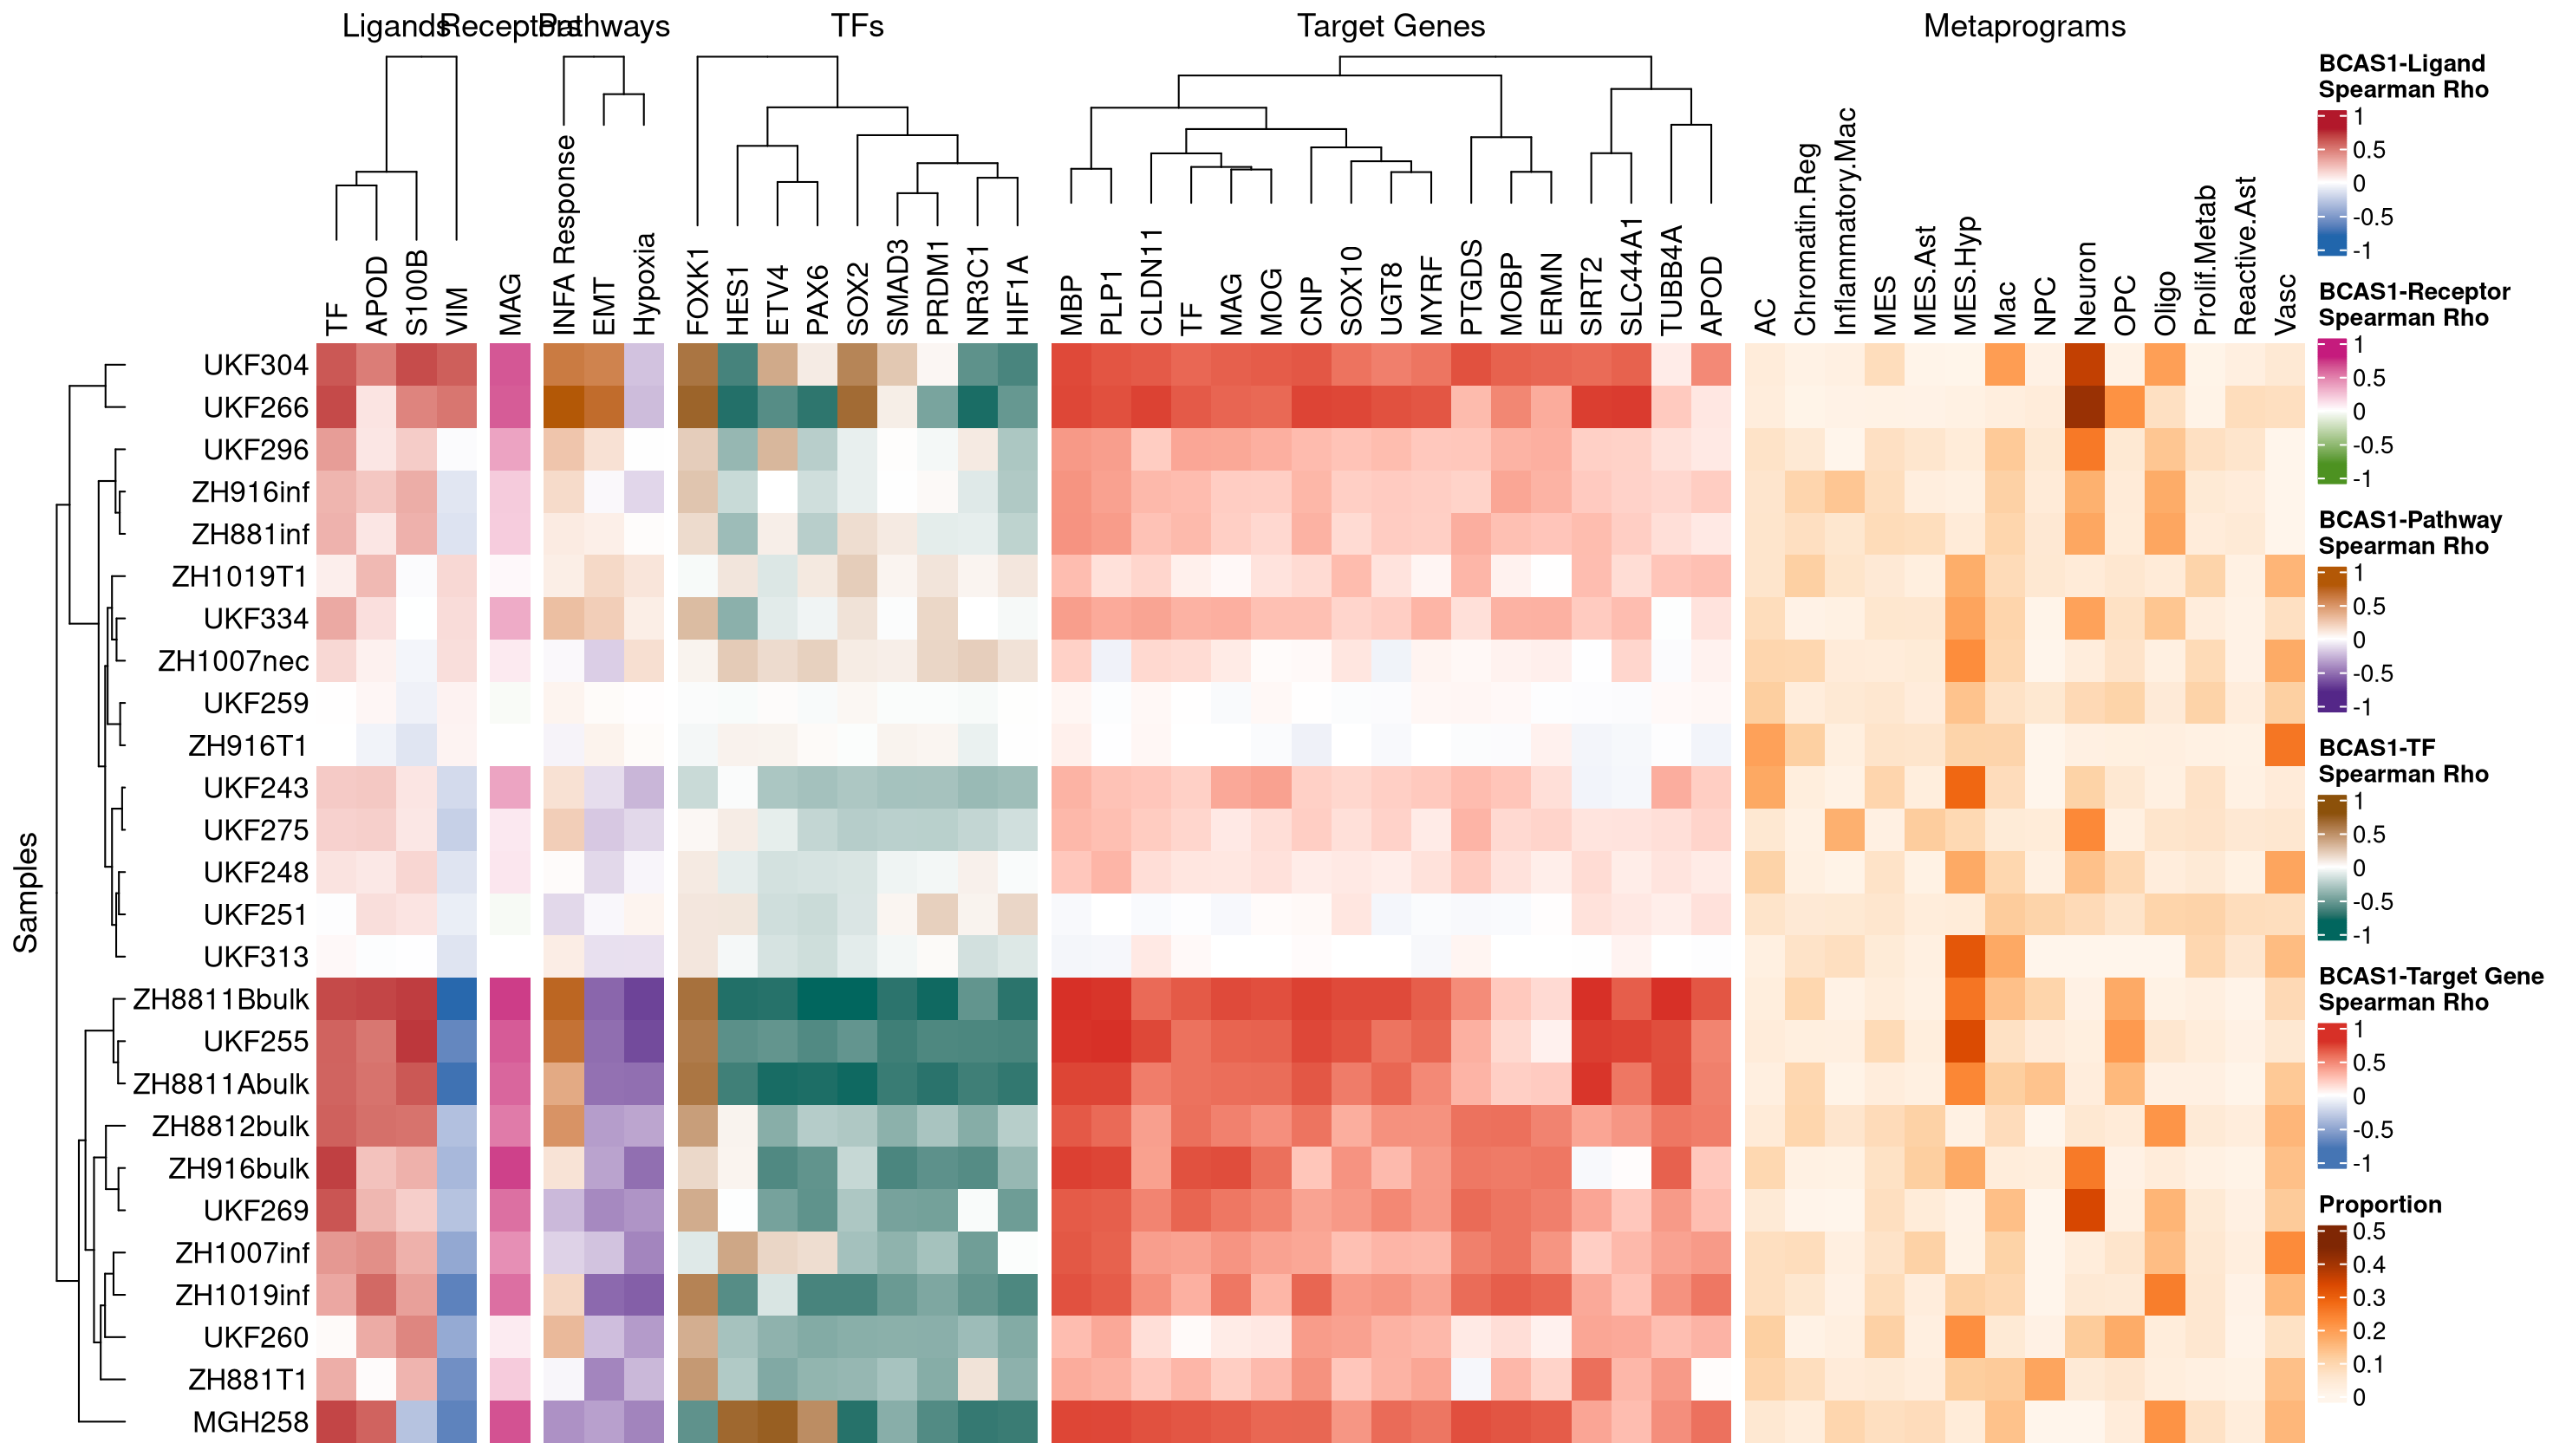 Ligands Receptors Pathways TFs Target Genes Metaprograms
TF APOD S100B VIM MAG INFA Response EMT Hypoxia FOXK1 HES1 ETV4 PAX6 SOX2 SMAD3 PRDM1 NR3C1 HIF1A MBP PLP1 CLDN11 TF MAG MOG CNP SOX10 UGT8 MYRF PTGDS MOBP ERMN SIRT2 SLC44A1 TUBB4A APOD AC Chromatin.Reg Inflammatory.Mac MES MES.Ast MES.Hyp Mac NPC Neuron OPC Oligo Prolif.Metab Reactive.Ast Vasc
Samples
UKF304
UKF266
UKF296
ZH916inf
ZH881inf
ZH1019T1
UKF334
ZH1007nec
UKF259
ZH916T1
UKF243
UKF275
UKF248
UKF251
UKF313
ZH8811Bbulk
UKF255
ZH8811Abulk
ZH8812bulk
ZH916bulk
UKF269
ZH1007inf
ZH1019inf
UKF260
ZH881T1
MGH258
BCAS1-Ligand
Spearman Rho
1
0.5
0
-0.5
-1
BCAS1-Receptor
Spearman Rho
1
0.5
0
-0.5
-1
BCAS1-Pathway
Spearman Rho
1
0.5
0
-0.5
-1
BCAS1-TF
Spearman Rho
1
0.5
0
-0.5
-1
BCAS1-Target Gene
Spearman Rho
1
0.5
0
-0.5
-1
Proportion
0.5
0.4
0.3
0.2
0.1
0